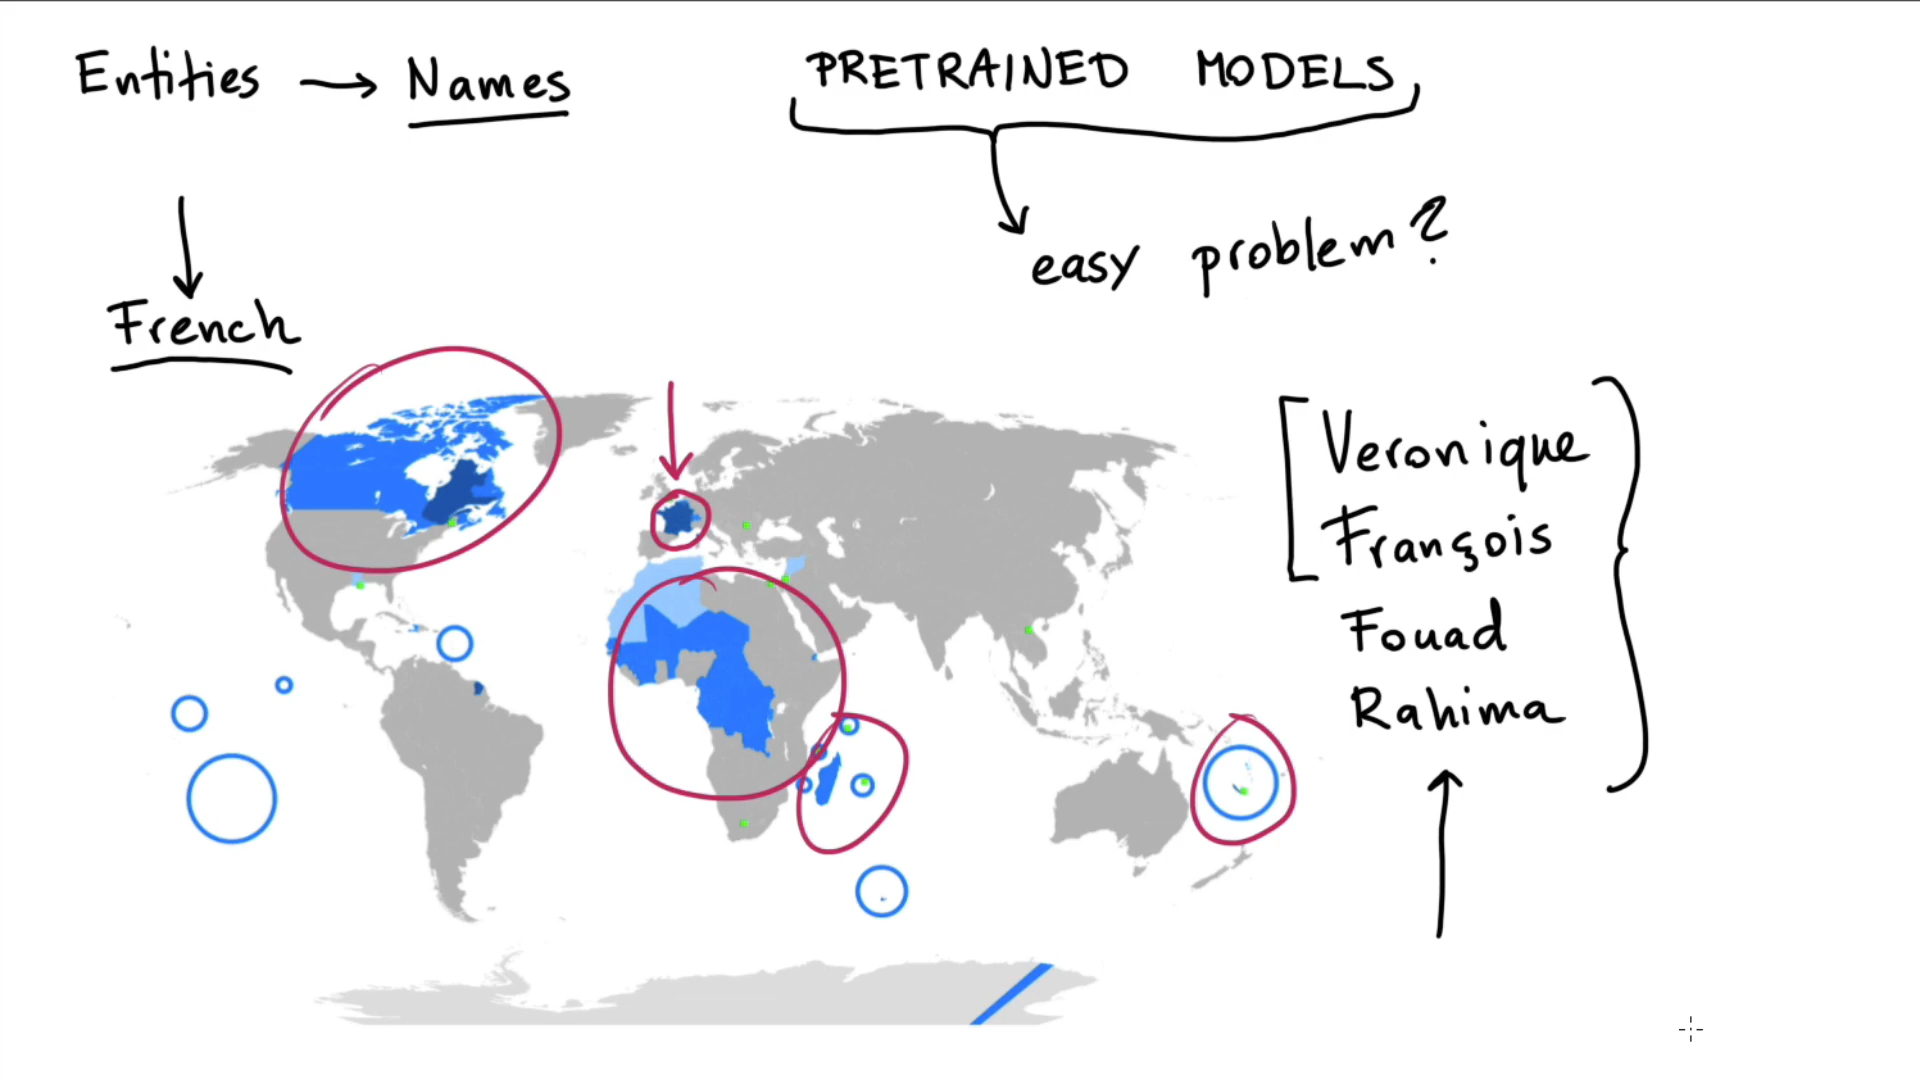 Entities → Names
PRETRAINED MODELS
easy problem?
French
Veronique
François
Fouad
Rahima